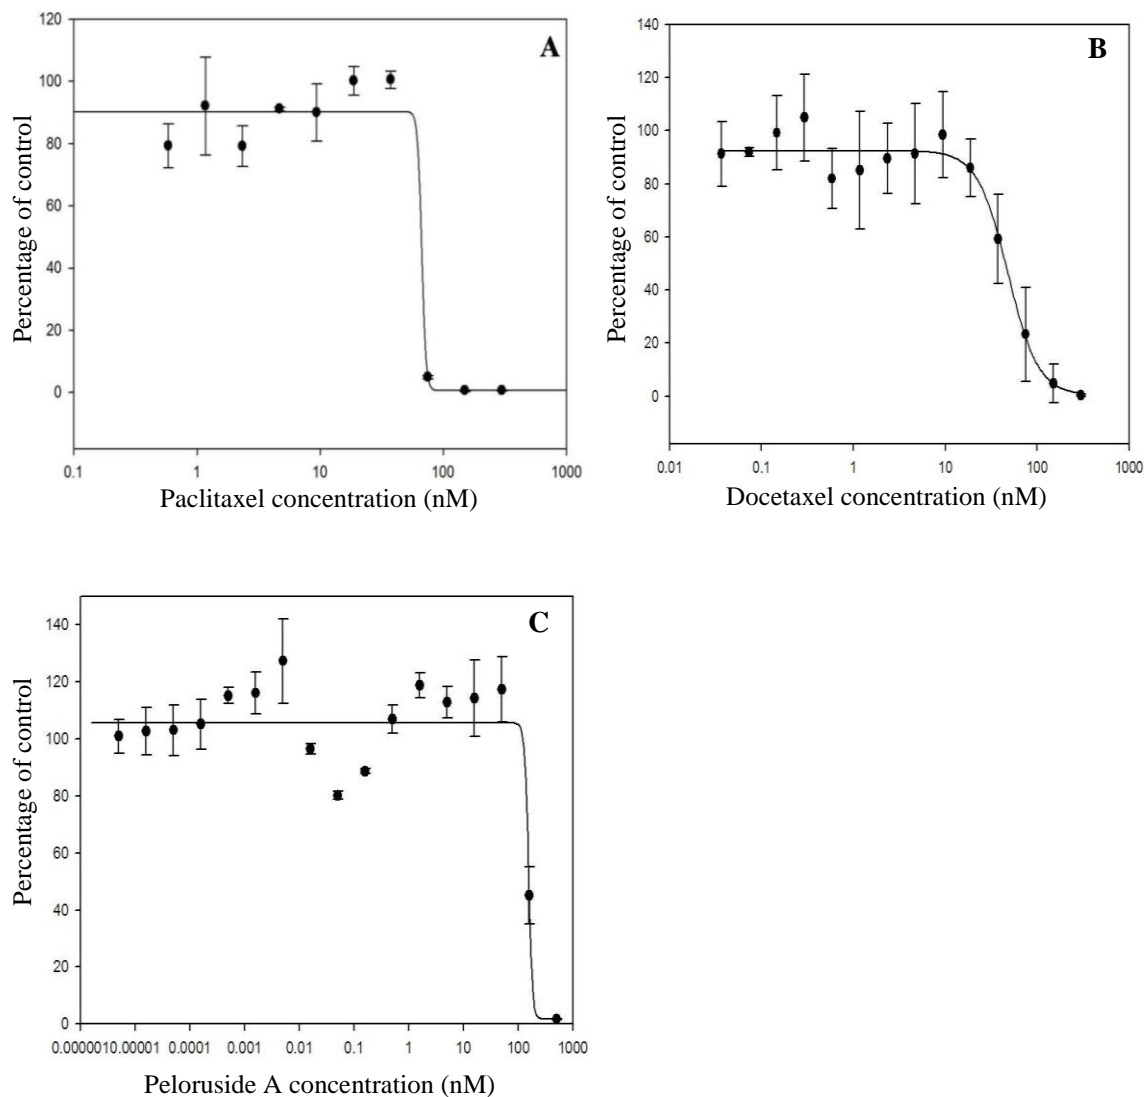 A
Percentage of control
120
100
80
60
40
20
0
0.1 1 10 100 1000
Paclitaxel concentration (nM)
B
Percentage of control
140
120
100
80
60
40
20
0
0.01 0.1 1 10 100 1000
Docetaxel concentration (nM)
C
Percentage of control
140
120
100
80
60
40
20
0
0.0000010.00001 0.0001 0.001 0.01 0.1 1 10 100 1000
Peloruside A concentration (nM)